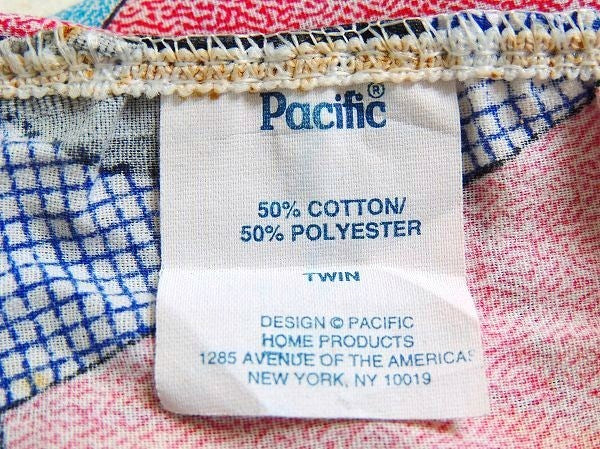 Pacific®
50% COTTON/
50% POLYESTER
TWIN
DESIGN © PACIFIC
HOME PRODUCTS
1285 AVENUE OF THE AMERICAS
NEW YORK, NY 10019